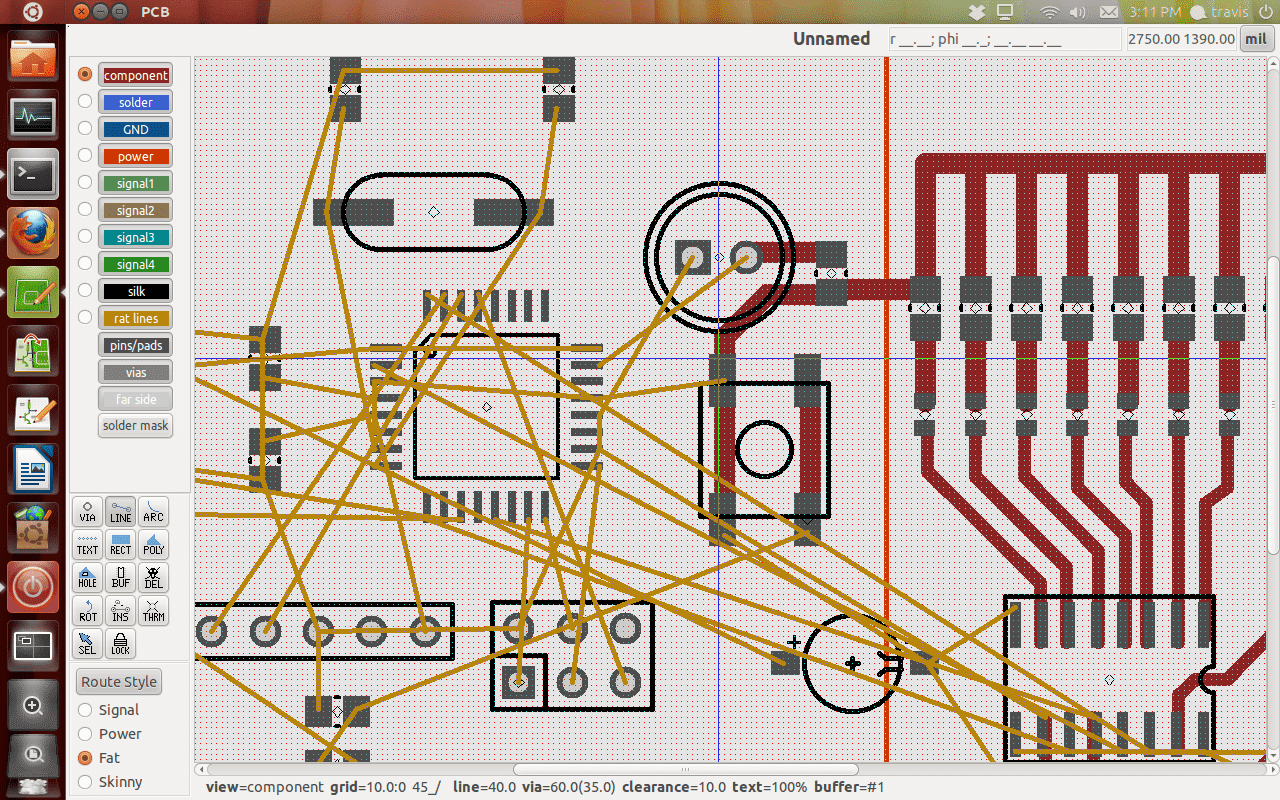 PCB
3:11 PM travis
Unnamed
r __.__; phi __._; __.__ __.__
2750.00 1390.00
mil
component
solder
GND
power
signal1
signal2
signal3
signal4
silk
rat lines
pins/pads
vias
far side
solder mask
VIA LINE ARC
TEXT RECT POLY
HOLE BUF DEL
ROT INS THRM
SEL LOCK
Route Style
Signal
Power
Fat
Skinny
view=component grid=10.0:0 45_/ line=40.0 via=60.0(35.0) clearance=10.0 text=100% buffer=#1